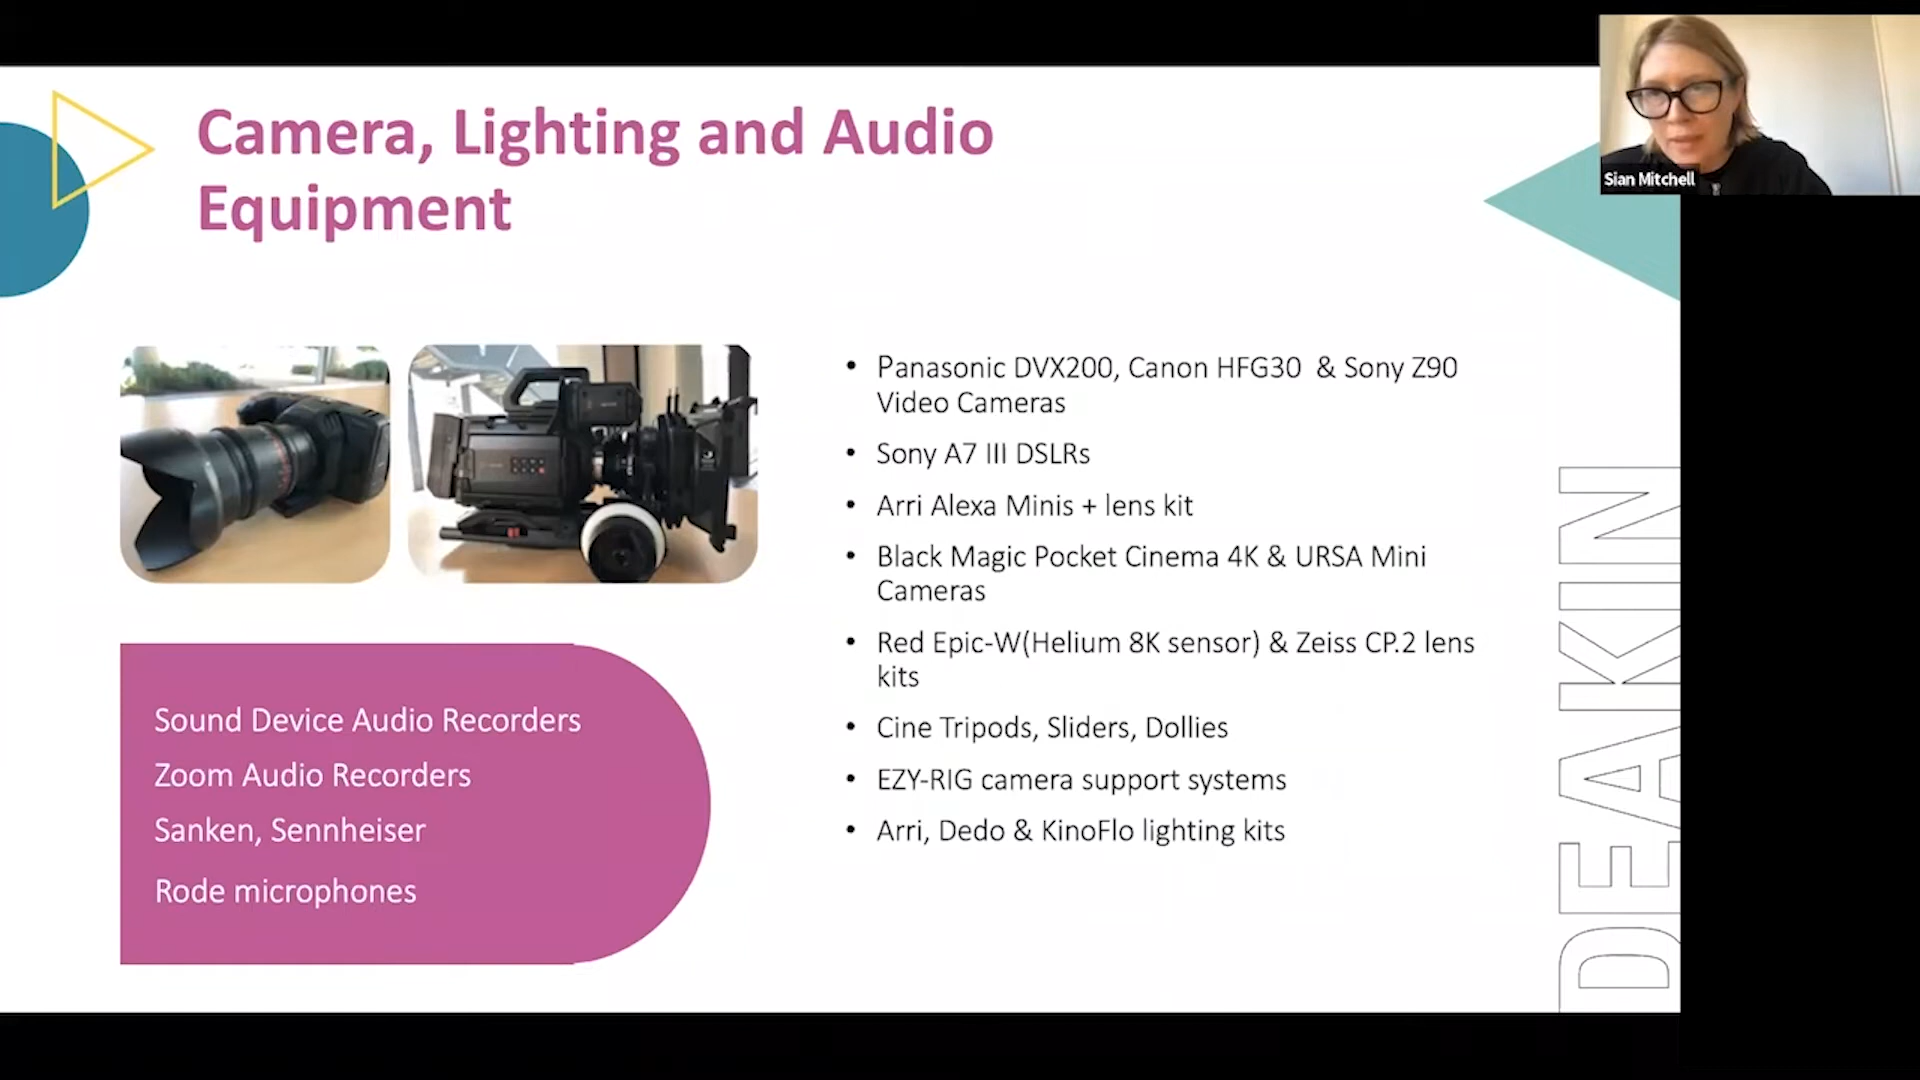 Camera, Lighting and Audio
Equipment
Sian Mitchell
• Panasonic DVX200, Canon HFG30 & Sony Z90
Video Cameras
• Sony A7 III DSLRs
• Arri Alexa Minis + lens kit
• Black Magic Pocket Cinema 4K & URSA Mini
Cameras
• Red Epic-W(Helium 8K sensor) & Zeiss CP.2 lens
kits
• Cine Tripods, Sliders, Dollies
• EZY-RIG camera support systems
• Arri, Dedo & KinoFlo lighting kits
Sound Device Audio Recorders
Zoom Audio Recorders
Sanken, Sennheiser
Rode microphones
DEAKIN